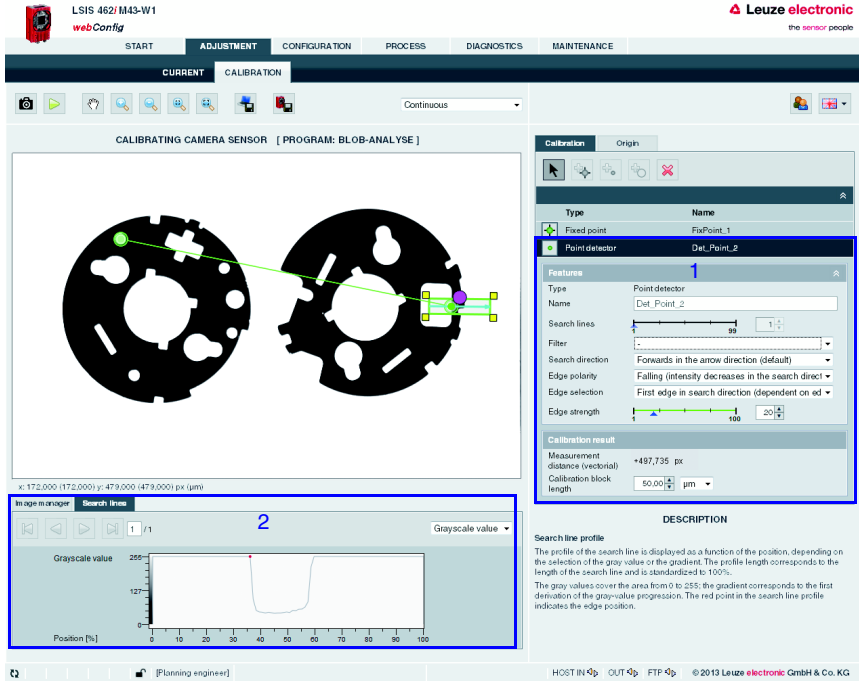 LSIS 462i M43-W1
webConfig
Leuze electronic
the sensor people
START ADJUSTMENT CONFIGURATION PROCESS DIAGNOSTICS MAINTENANCE
CURRENT CALIBRATION
Continuous
CALIBRATING CAMERA SENSOR [ PROGRAM: BLOB-ANALYSE ]
x: 172,000 (172,000) y: 479,000 (479,000) px (µm)
Image manager Search lines
2
1 / 1
Grayscale value
Grayscale value
255
127
0
Position [%]
0 10 20 30 40 50 60 70 80 90 100
Calibration Origin
Type Name
Fixed point FixPoint_1
Point detector Det_Point_2
1
Features
Type Point detector
Name Det_Point_2
Search lines 1 99 1
Filter -
Search direction Forwards in the arrow direction (default)
Edge polarity Falling (intensity decreases in the search direct
Edge selection First edge in search direction (dependent on ed
Edge strength 1 100 20
Calibration result
Measurement
distance (vectorial) +497,735 px
Calibration block
length 50,00 µm
DESCRIPTION
Search line profile
The profile of the search line is displayed as a function of the position, depending on
the selection of the gray value or the gradient. The profile length corresponds to the
length of the search line and is standardized to 100%.
The gray values cover the area from 0 to 255; the gradient corresponds to the first
derivation of the gray-value progression. The red point in the search line profile
indicates the edge position.
[Planning engineer]
HOST IN OUT FTP © 2013 Leuze electronic GmbH & Co. KG